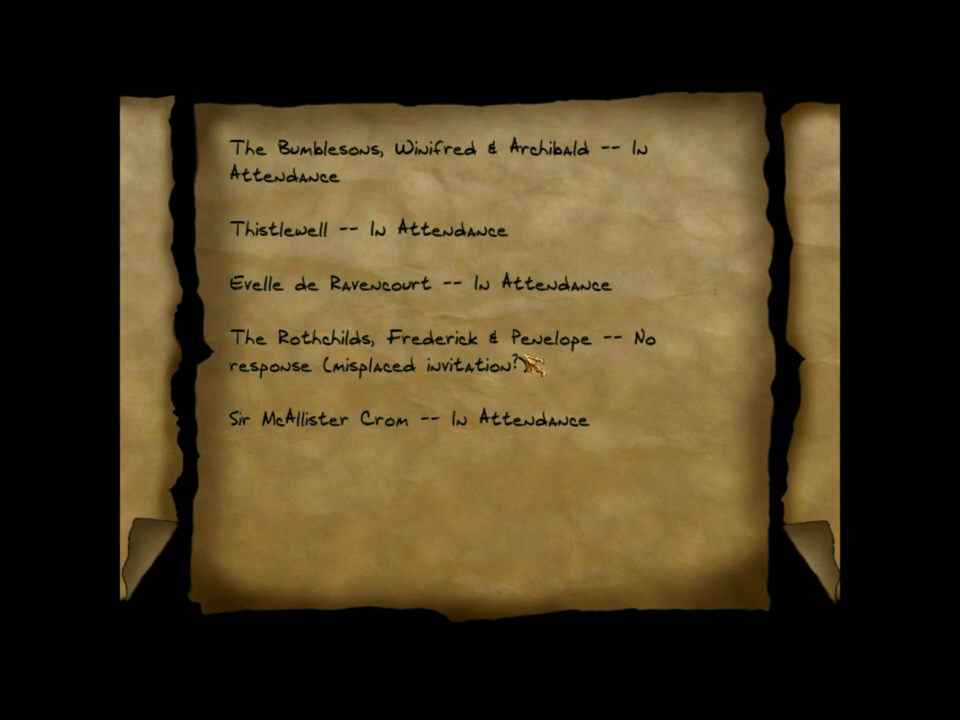 The Bumblesons, Winifred & Archibald -- In
Attendance
Thistlewell -- In Attendance
Evelle de Ravencourt -- In Attendance
The Rothchilds, Frederick & Penelope -- No
response (misplaced invitation?)
Sir McAllister Crom -- In Attendance